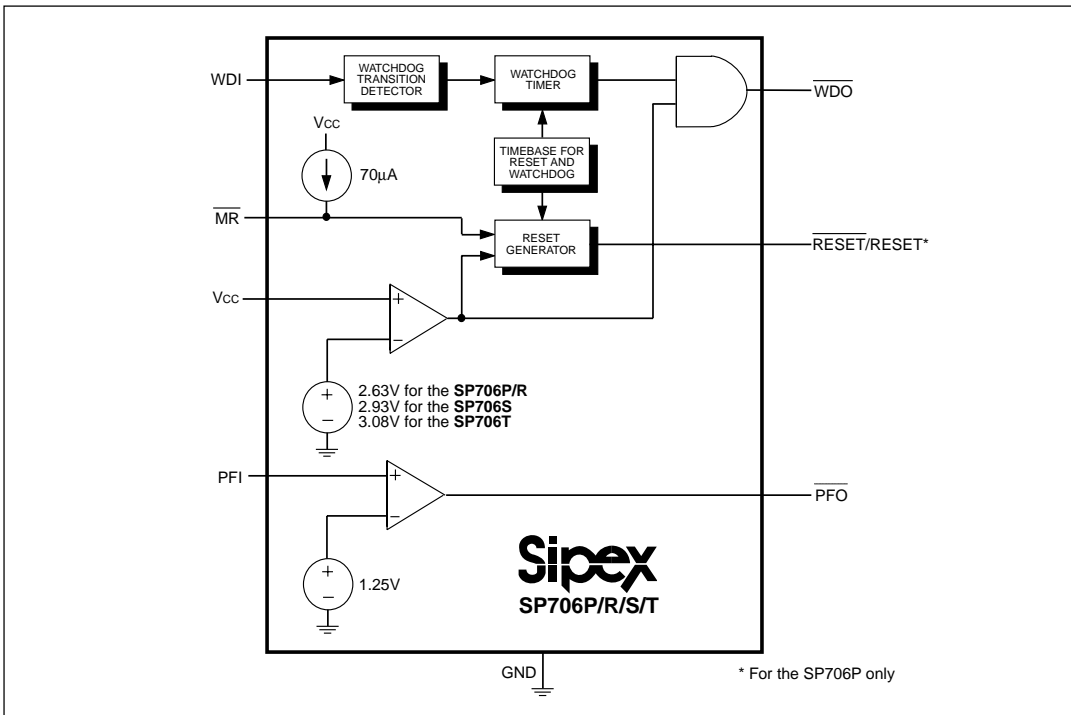 WDI
WATCHDOG
TRANSITION
DETECTOR
WATCHDOG
TIMER
WDO
VCC
TIMEBASE FOR
RESET AND
WATCHDOG
70µA
MR
RESET
GENERATOR
RESET/RESET*
VCC
+
−
+
−
2.63V for the SP706P/R
2.93V for the SP706S
3.08V for the SP706T
PFI
+
−
PFO
+
−
1.25V
Sipex
SP706P/R/S/T
GND
* For the SP706P only